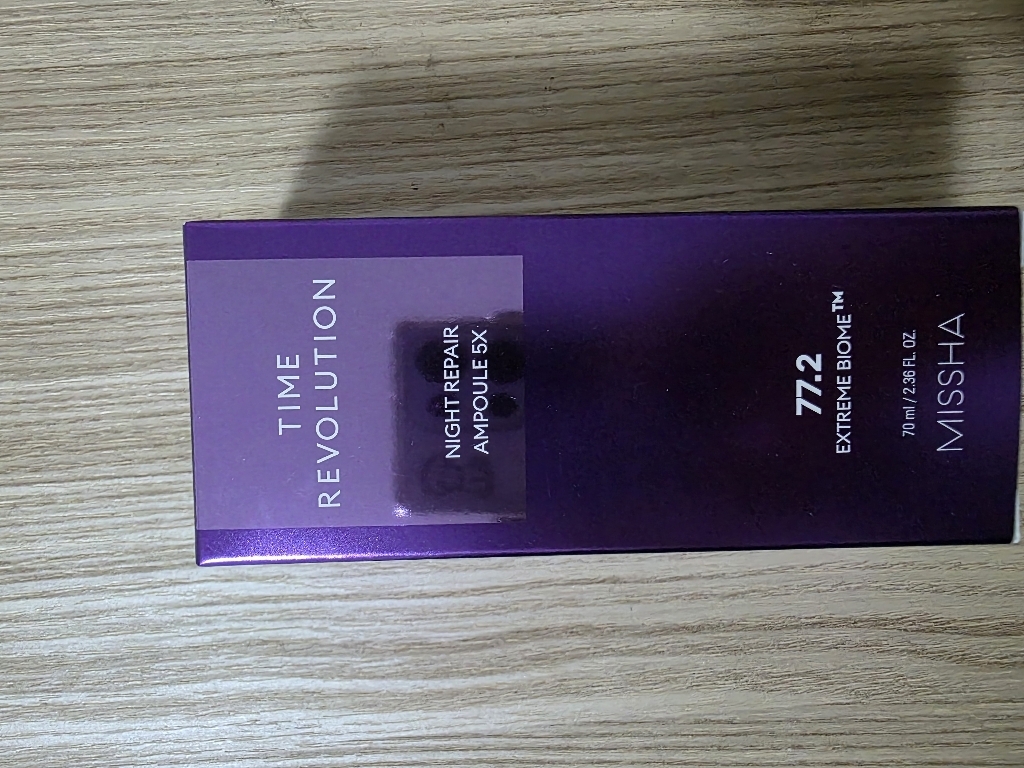 TIME
REVOLUTION
NIGHT REPAIR
AMPOULE 5X
77.2
EXTREME BIOME™
70 ml / 2.36 FL. OZ.
MISSHA